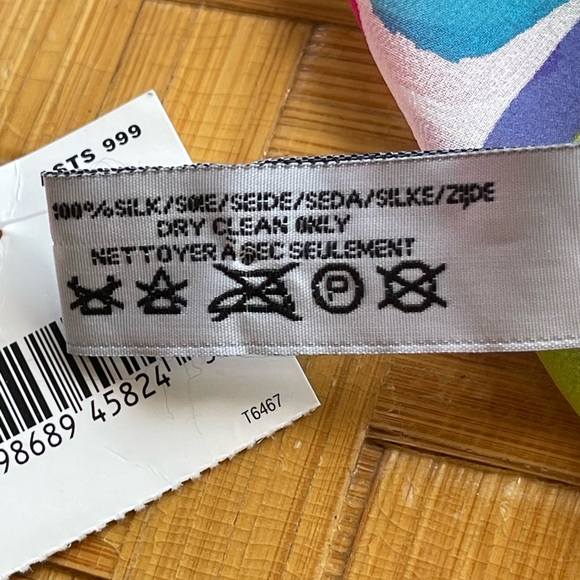 STS 999
100% SILK/SOIE/SEIDE/SEDA/SILKE/ZIJDE
DRY CLEAN ONLY
NETTOYER À SEC SEULEMENT
P
98689 45824
T6467